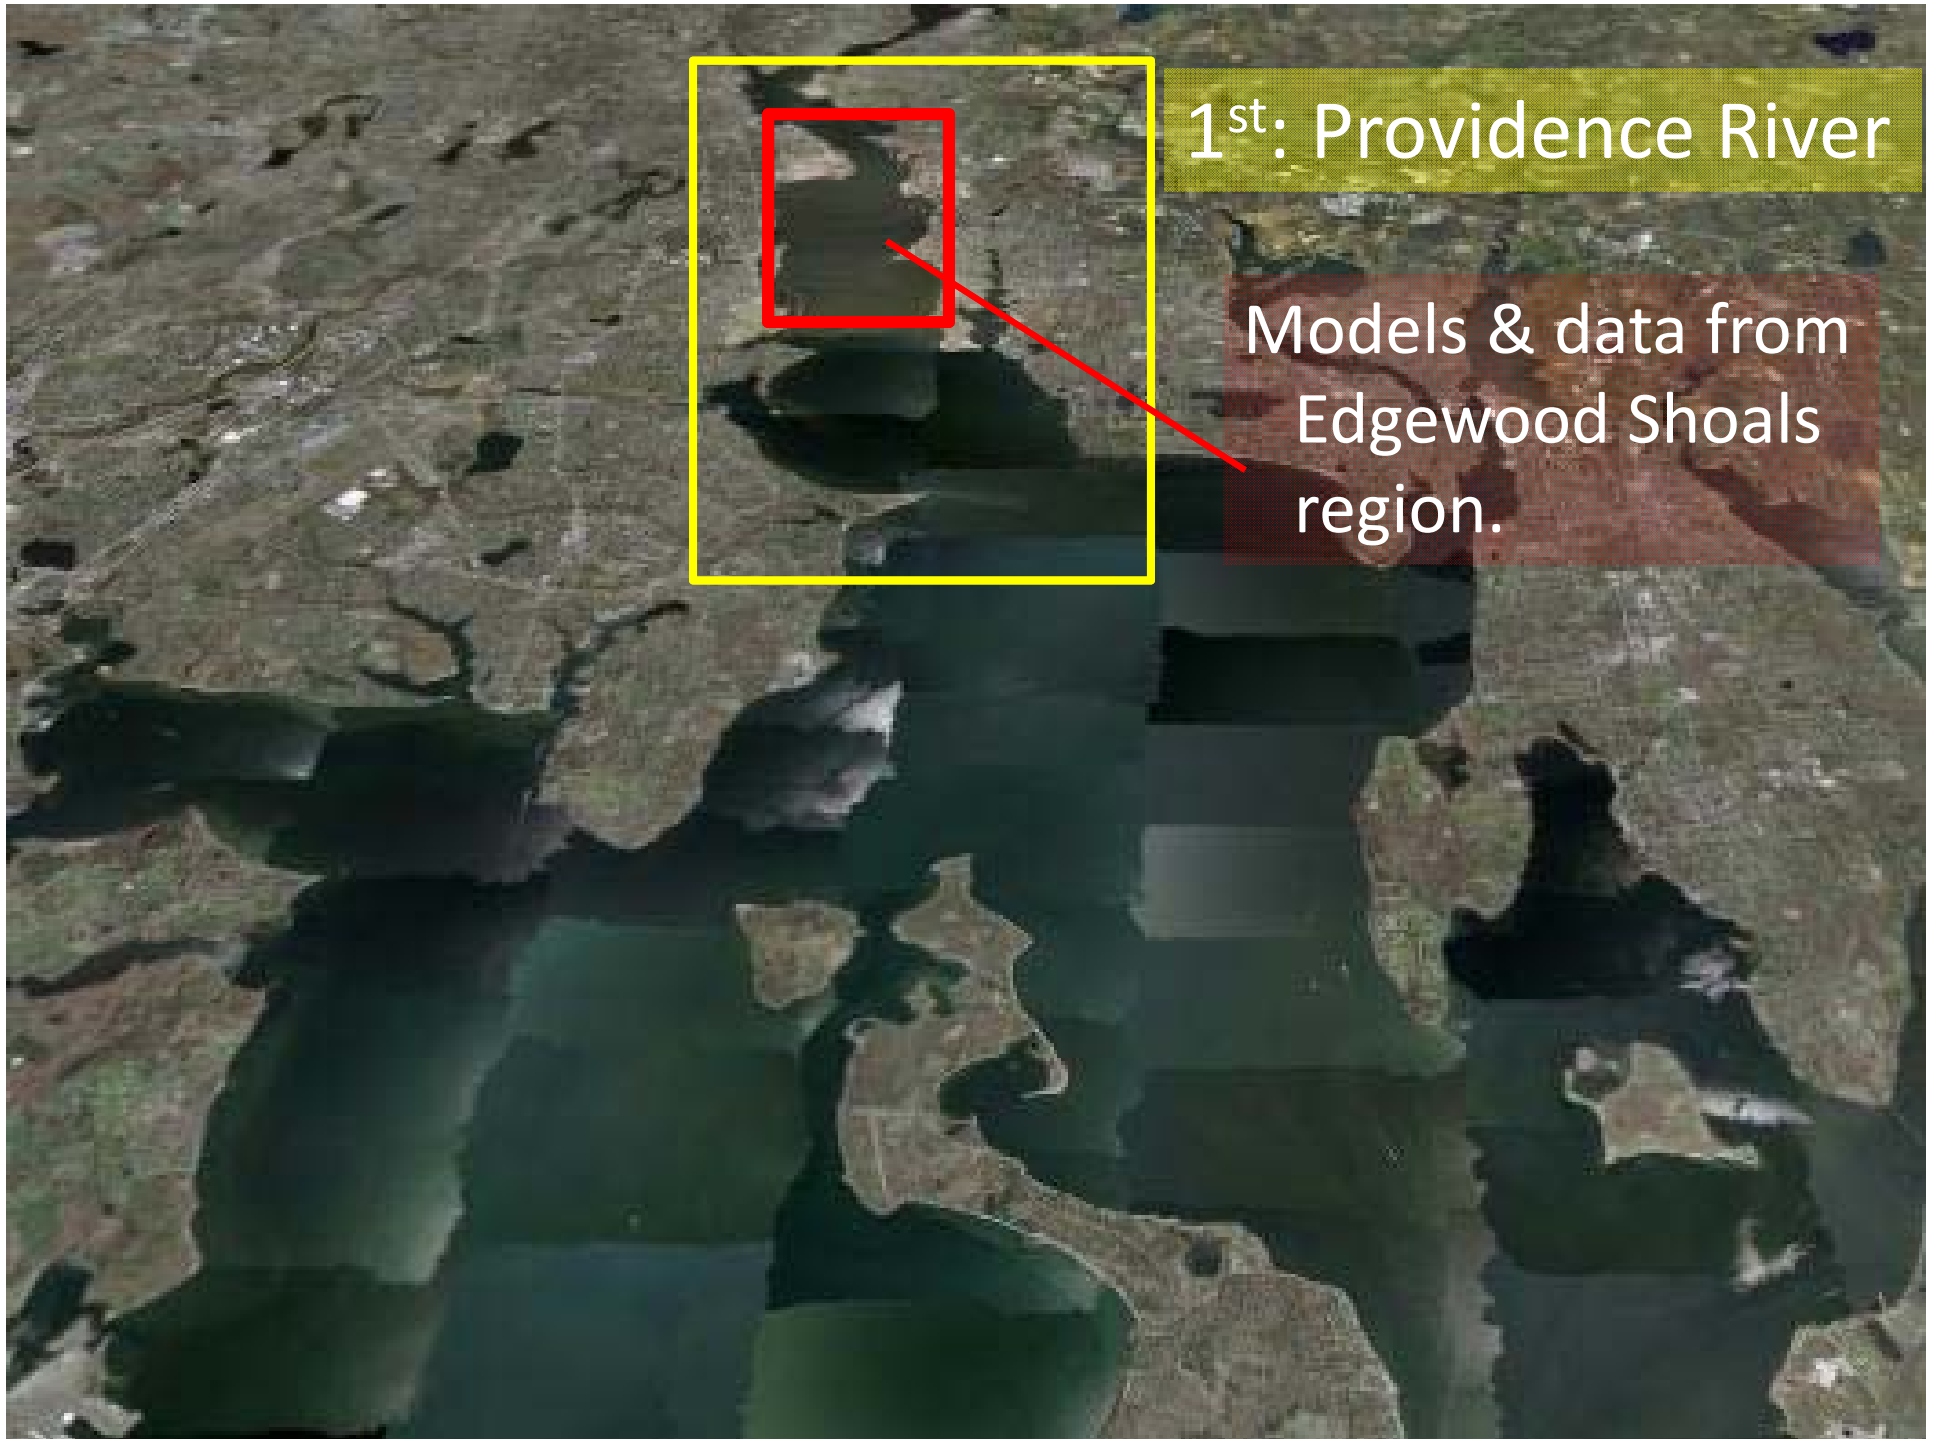 1st: Providence River
Models & data from
Edgewood Shoals
region.